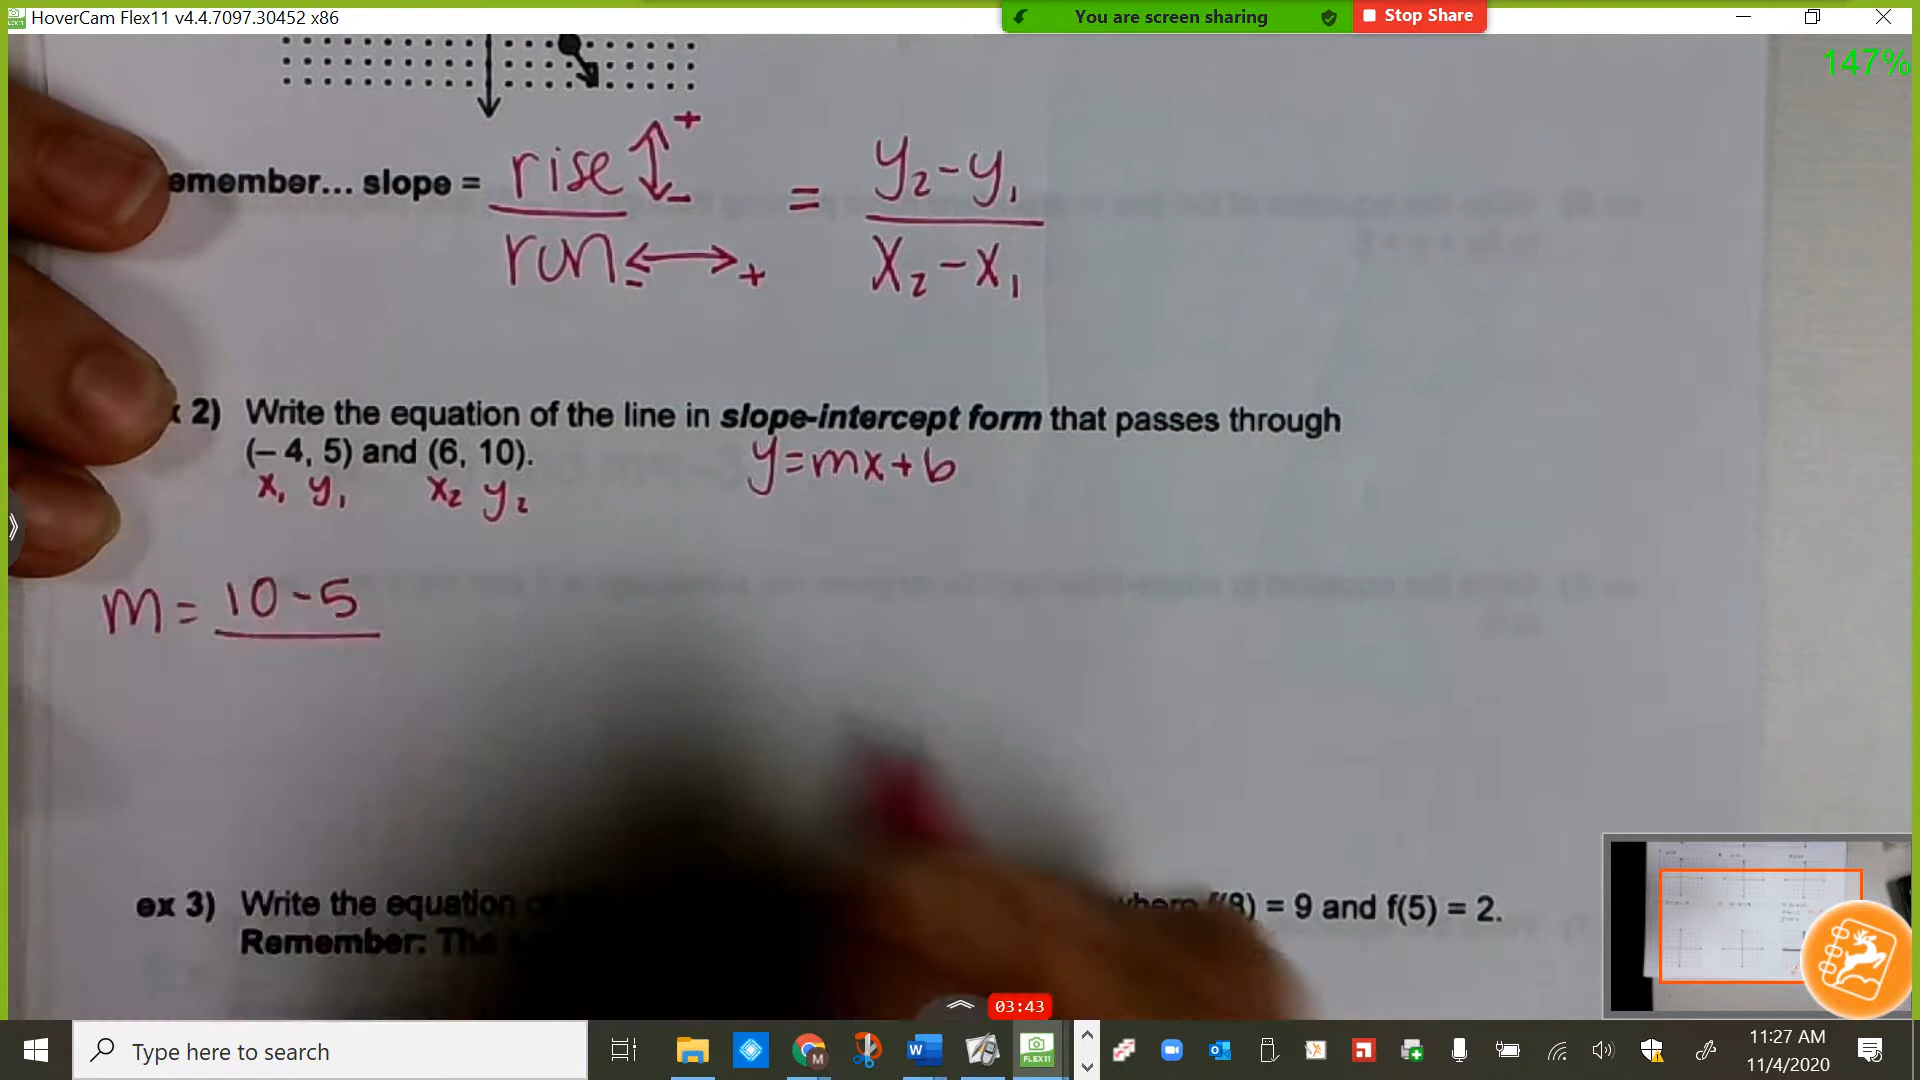 HoverCam Flex11 v4.4.7097.30452 x86
You are screen sharing
Stop Share
147%
emember... slope = rise + - / run - + = y₂-y₁ / x₂-x₁
2) Write the equation of the line in slope-intercept form that passes through
(– 4, 5) and (6, 10). y=mx+b
x₁ y₁ x₂ y₂
m = 10-5
ex 3) Write the equation (8) = 9 and f(5) = 2.
Remember: The
03:43
Type here to search
FLEX11
11:27 AM
11/4/2020